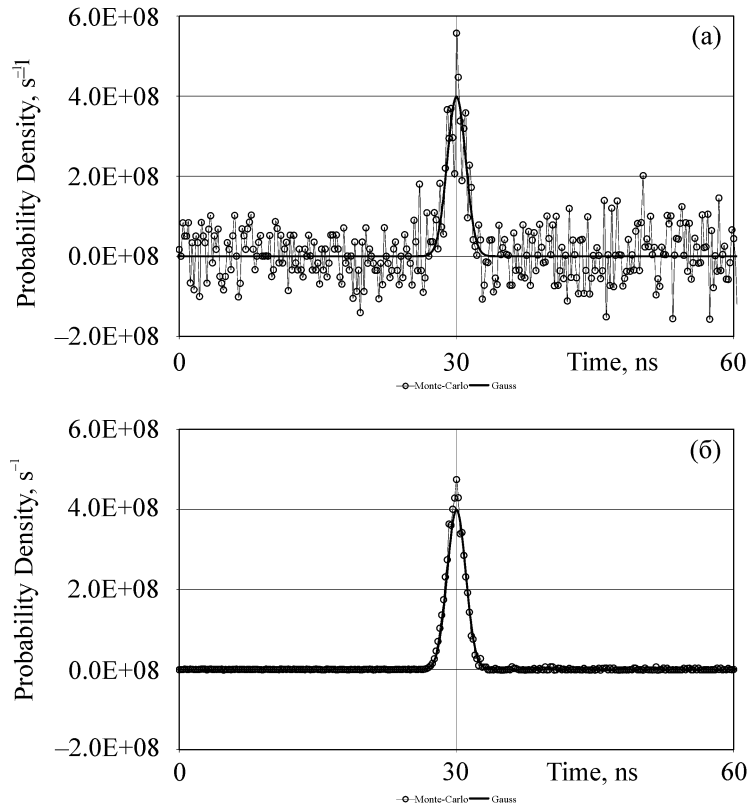 6.0E+08
(а)
4.0E+08
2.0E+08
0.0E+08
–2.0E+08
Probability Density, s⁻¹
0
30
Time, ns
60
Monte-Carlo
Gauss
6.0E+08
(б)
4.0E+08
2.0E+08
0.0E+08
–2.0E+08
Probability Density, s⁻¹
0
30
Time, ns
60
Monte-Carlo
Gauss